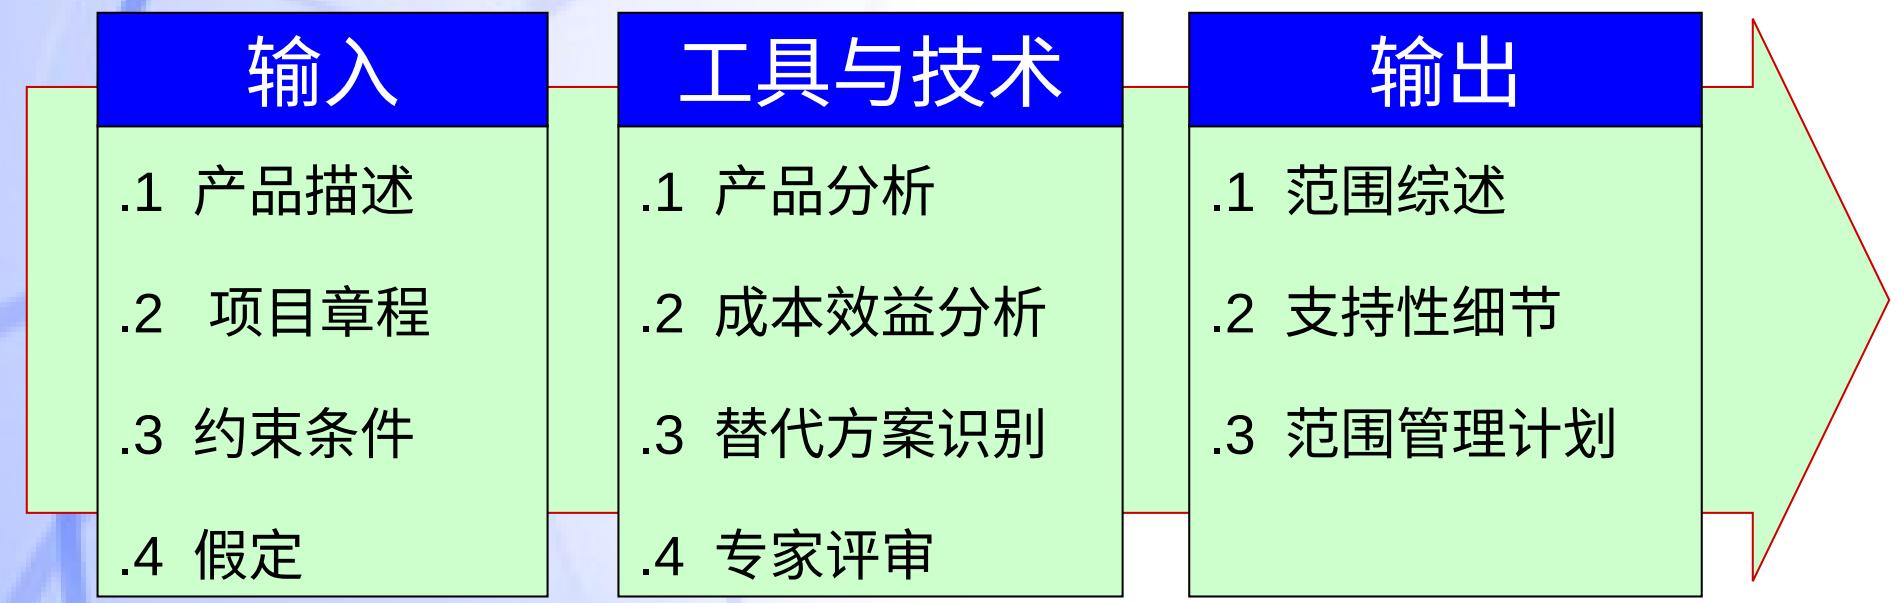 输入
.1 产品描述
.2 项目章程
.3 约束条件
.4 假定
工具与技术
.1 产品分析
.2 成本效益分析
.3 替代方案识别
.4 专家评审
输出
.1 范围综述
.2 支持性细节
.3 范围管理计划